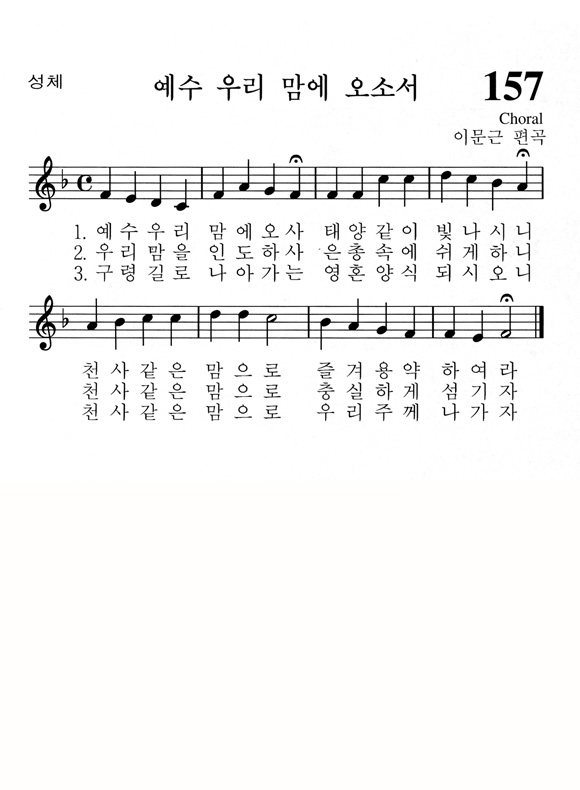 성체 예수 우리 맘에 오소서 157
Choral
이문근 편곡
1. 예수우리 맘에오사 태양같이 빛나시니
2. 우리맘을 인도하사 은총속에 쉬게하니
3. 구령길로 나아가는 영혼양식 되시오니
천사같은 맘으로 즐겨용약 하여라
천사같은 맘으로 충실하게 섬기자
천사같은 맘으로 우리주께 나가자